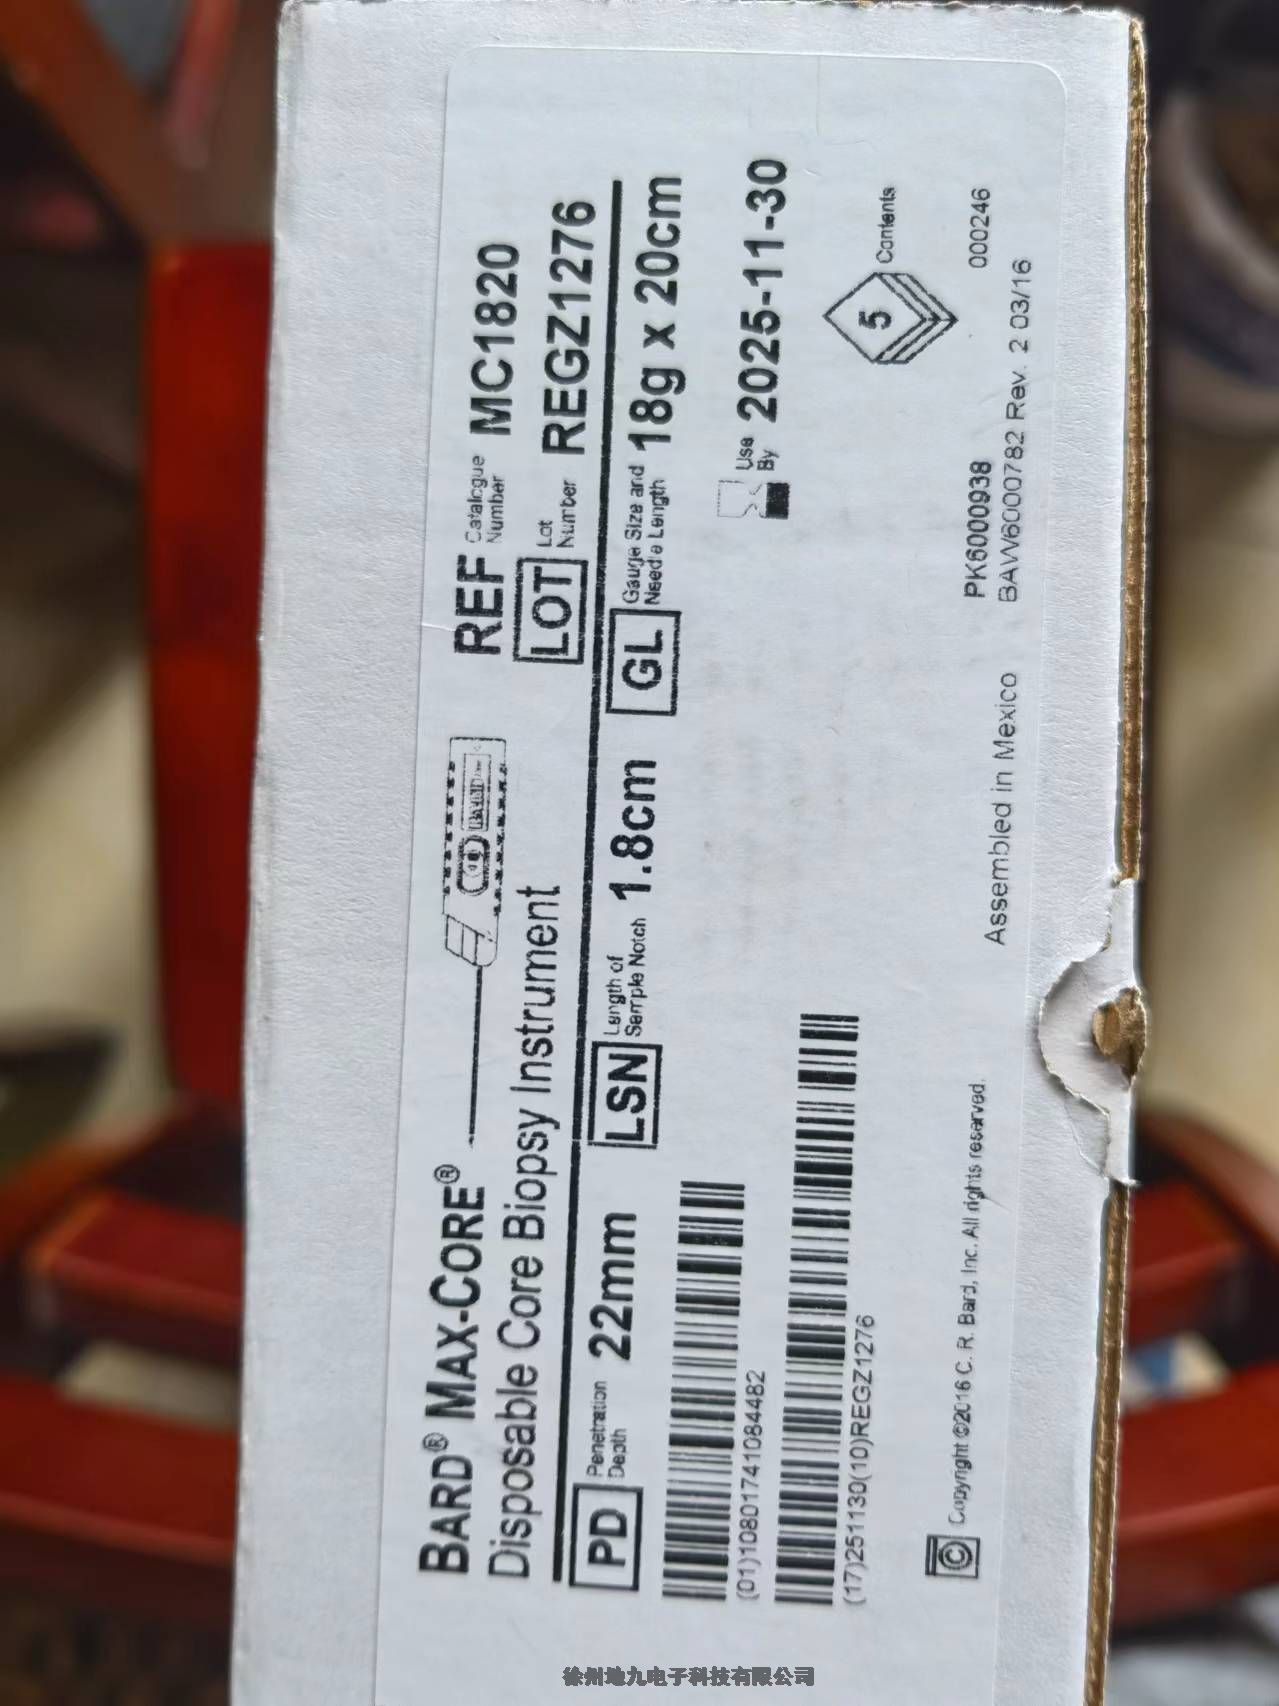 BARD® MAX-CORE®
Disposable Core Biopsy Instrument
REF Catalogue Number MC1820
LOT Lot Number REGZ1276
PD Penetration Depth 22mm
LSN Length of Sample Notch 1.8cm
GL Gauge Size and Needle Length 18g x 20cm
(01)10801741084482
Use By 2025-11-30
(17)251130(10)REGZ1276
5 Contents
© Copyright ©2016 C. R. Bard, Inc. All rights reserved.
Assembled in Mexico
PK6000938 000246
BAW6000782 Rev. 2 03/16
徐州地九电子科技有限公司